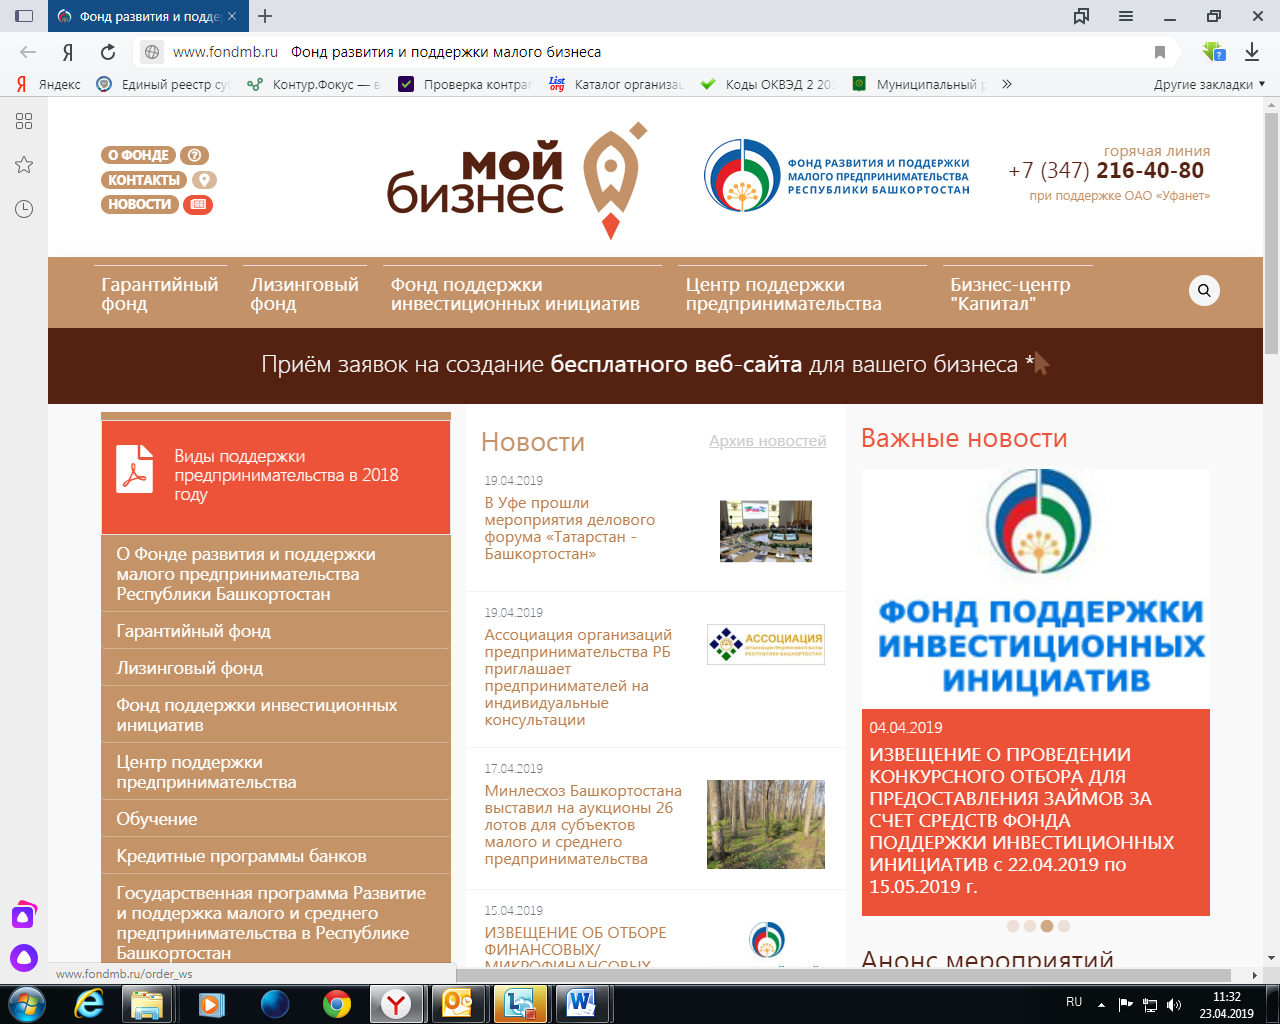 Фонд развития и подде
www.fondmb.ru Фонд развития и поддержки малого бизнеса
Яндекс
Единый реестр су
Контур.Фокус — в
Проверка контраг
List org
Каталог организа
Коды ОКВЭД 2 20
Муниципальный р
Другие закладки
О ФОНДЕ
КОНТАКТЫ
НОВОСТИ
мой
бизнес
ФОНД РАЗВИТИЯ И ПОДДЕРЖКИ
МАЛОГО ПРЕДПРИНИМАТЕЛЬСТВА
РЕСПУБЛИКИ БАШКОРТОСТАН
горячая линия
+7 (347) 216-40-80
при поддержке ОАО «Уфанет»
Гарантийный
фонд
Лизинговый
фонд
Фонд поддержки
инвестиционных инициатив
Центр поддержки
предпринимательства
Бизнес-центр
"Капитал"
Приём заявок на создание бесплатного веб-сайта для вашего бизнеса *
Виды поддержки
предпринимательства в 2018
году
О Фонде развития и поддержки
малого предпринимательства
Республики Башкортостан
Гарантийный фонд
Лизинговый фонд
Фонд поддержки инвестиционных
инициатив
Центр поддержки
предпринимательства
Обучение
Кредитные программы банков
Государственная программа Развитие
и поддержка малого и среднего
предпринимательства в Республике
Башкортостан
Новости
Архив новостей
19.04.2019
В Уфе прошли
мероприятия делового
форума «Татарстан -
Башкортостан»
19.04.2019
Ассоциация организаций
предпринимательства РБ
приглашает
предпринимателей на
индивидуальные
консультации
АССОЦИАЦИЯ
ОРГАНИЗАЦИЙ ПРЕДПРИНИМАТЕЛЬСТВА
РЕСПУБЛИКИ БАШКОРТОСТАН
17.04.2019
Минлесхоз Башкортостана
выставил на аукционы 26
лотов для субъектов
малого и среднего
предпринимательства
15.04.2019
ИЗВЕЩЕНИЕ ОБ ОТБОРЕ
ФИНАНСОВЫХ/
МИКРОФИНАНСОВЫХ
Важные новости
ФОНД ПОДДЕРЖКИ
ИНВЕСТИЦИОННЫХ
ИНИЦИАТИВ
04.04.2019
ИЗВЕЩЕНИЕ О ПРОВЕДЕНИИ
КОНКУРСНОГО ОТБОРА ДЛЯ
ПРЕДОСТАВЛЕНИЯ ЗАЙМОВ ЗА
СЧЕТ СРЕДСТВ ФОНДА
ПОДДЕРЖКИ ИНВЕСТИЦИОННЫХ
ИНИЦИАТИВ с 22.04.2019 по
15.05.2019 г.
Анонс мероприятий
www.fondmb.ru/order_ws
RU
11:32
23.04.2019